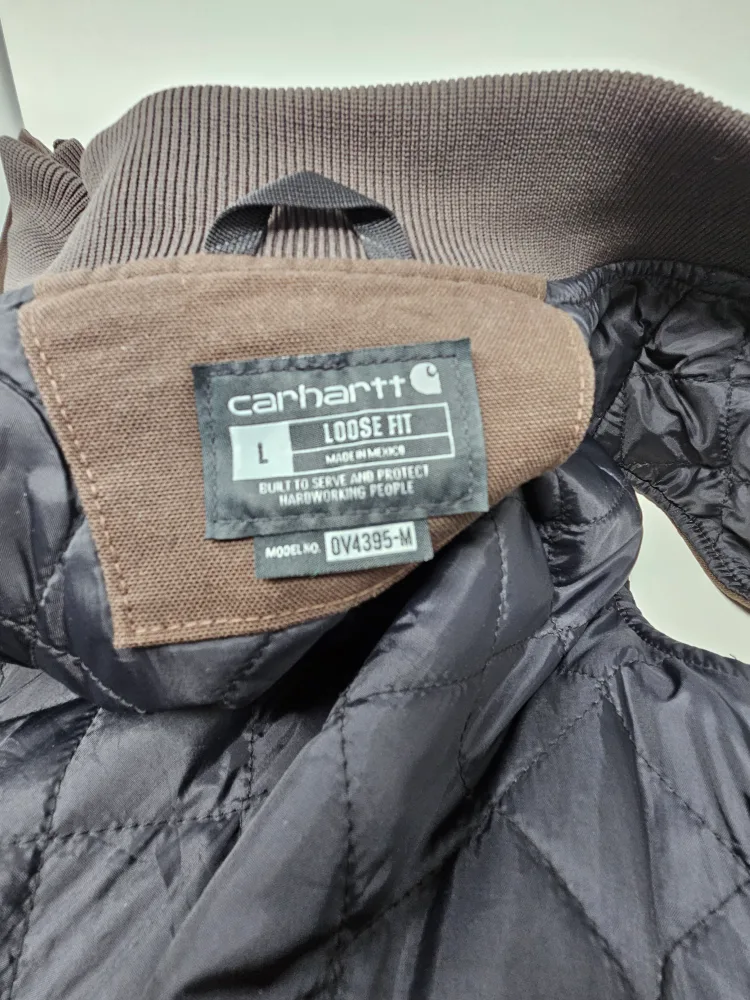 carhartt
L
LOOSE FIT
MADE IN MEXICO
BUILT TO SERVE AND PROTECT
HARDWORKING PEOPLE
MODEL NO. OV4395-M